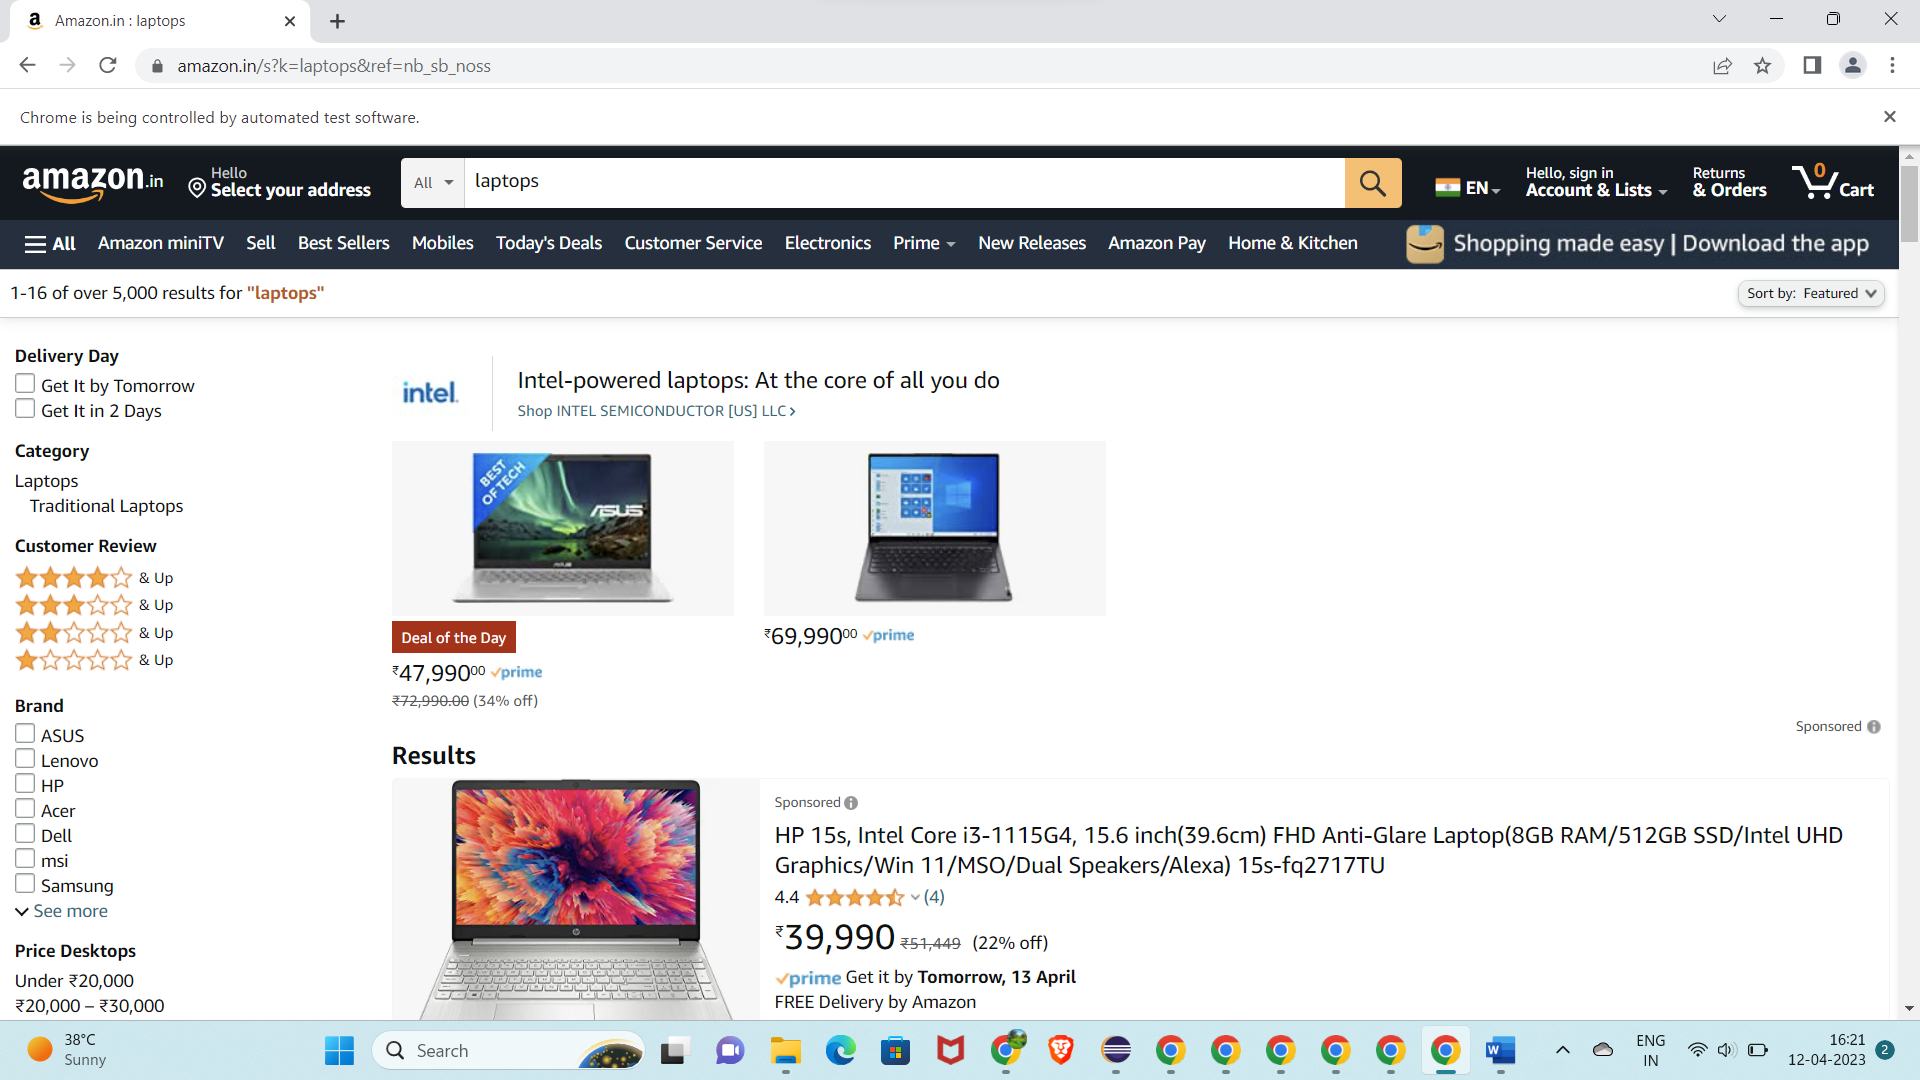 Amazon.in : laptops
amazon.in/s?k=laptops&ref=nb_sb_noss
Chrome is being controlled by automated test software.
amazon.in
Hello
Select your address
All
laptops
EN
Hello, sign in
Account & Lists
Returns
& Orders
0
Cart
All Amazon miniTV Sell Best Sellers Mobiles Today's Deals Customer Service Electronics Prime New Releases Amazon Pay Home & Kitchen
Shopping made easy | Download the app
1-16 of over 5,000 results for "laptops"
Sort by: Featured
Delivery Day
Get It by Tomorrow
Get It in 2 Days
Category
Laptops
Traditional Laptops
Customer Review
& Up
& Up
& Up
& Up
Brand
ASUS
Lenovo
HP
Acer
Dell
msi
Samsung
See more
Price Desktops
Under ₹20,000
₹20,000 – ₹30,000
intel.
Intel-powered laptops: At the core of all you do
Shop INTEL SEMICONDUCTOR [US] LLC ›
BEST
OF TECH
ASUS
Deal of the Day
₹47,990⁰⁰ prime
₹72,990.00 (34% off)
₹69,990⁰⁰ prime
Sponsored
Results
Sponsored
HP 15s, Intel Core i3-1115G4, 15.6 inch(39.6cm) FHD Anti-Glare Laptop(8GB RAM/512GB SSD/Intel UHD
Graphics/Win 11/MSO/Dual Speakers/Alexa) 15s-fq2717TU
4.4 (4)
₹39,990 ₹51,449 (22% off)
prime Get it by Tomorrow, 13 April
FREE Delivery by Amazon
38°C
Sunny
Search
ENG
IN
16:21
12-04-2023
2